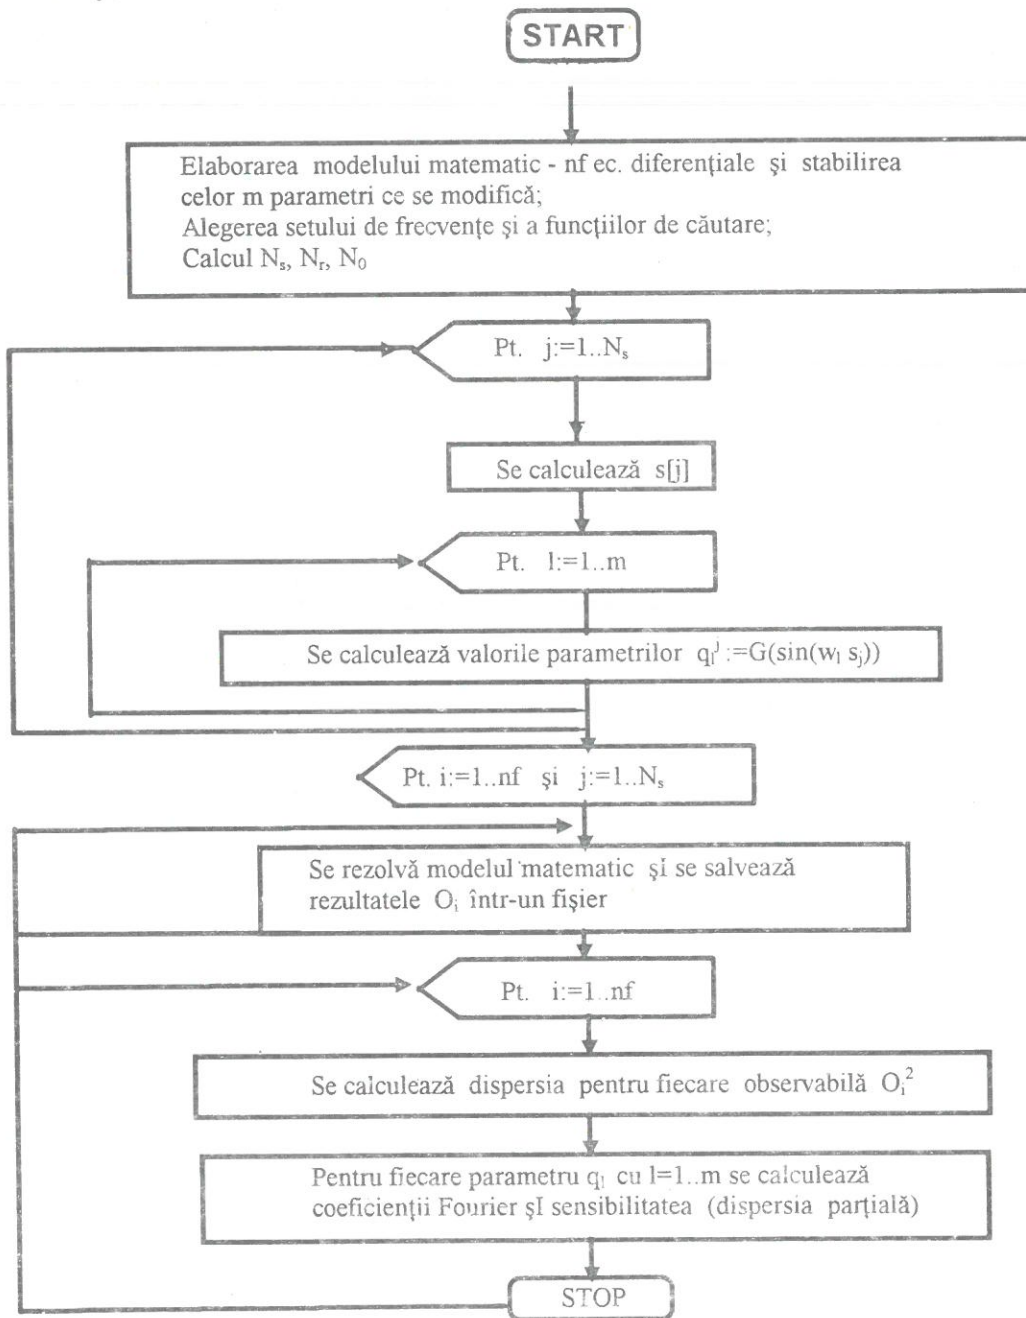 START
Elaborarea modelului matematic - nf ec. diferenţiale şi stabilirea
celor m parametri ce se modifică;
Alegerea setului de frecvenţe şi a funcţiilor de căutare;
Calcul Nₛ, Nᵣ, N₀
Pt. j:=1..Nₛ
Se calculează s[j]
Pt. l:=1..m
Se calculează valorile parametrilor qₗʲ :=G(sin(wₗ sⱼ))
Pt. i:=1..nf şi j:=1..Nₛ
Se rezolvă modelul matematic şI se salvează
rezultatele Oᵢ într-un fişier
Pt. i:=1..nf
Se calculează dispersia pentru fiecare observabilă Oᵢ²
Pentru fiecare parametru qₗ cu l=1..m se calculează
coeficienţii Fourier şI sensibilitatea (dispersia parţială)
STOP